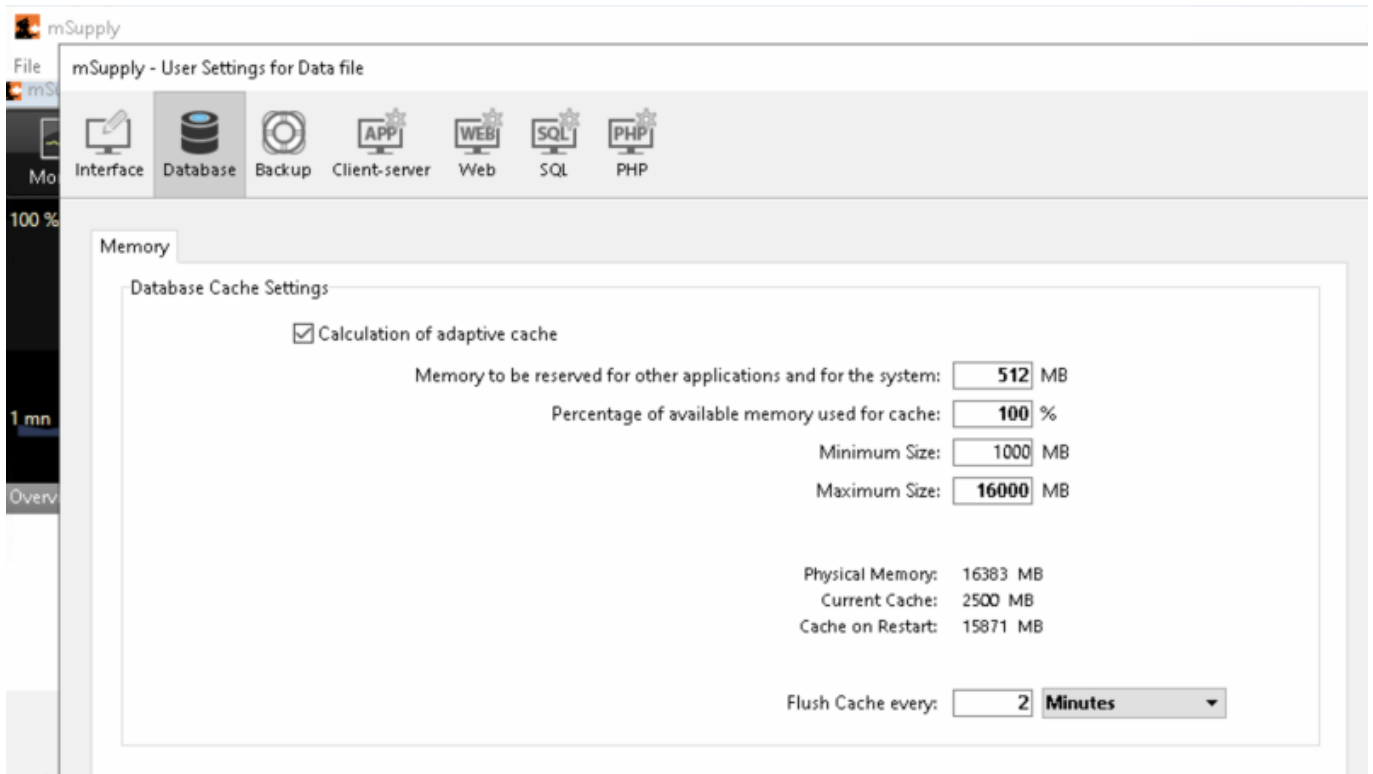 mSupply
File
mSupply - User Settings for Data file
Interface Database Backup Client-server Web SQL PHP
APP WEB SQL PHP
100 %
Memory
Database Cache Settings
Calculation of adaptive cache
Memory to be reserved for other applications and for the system: 512 MB
Percentage of available memory used for cache: 100 %
1 mn
Minimum Size: 1000 MB
Maximum Size: 16000 MB
Physical Memory: 16383 MB
Current Cache: 2500 MB
Cache on Restart: 15871 MB
Flush Cache every: 2 Minutes